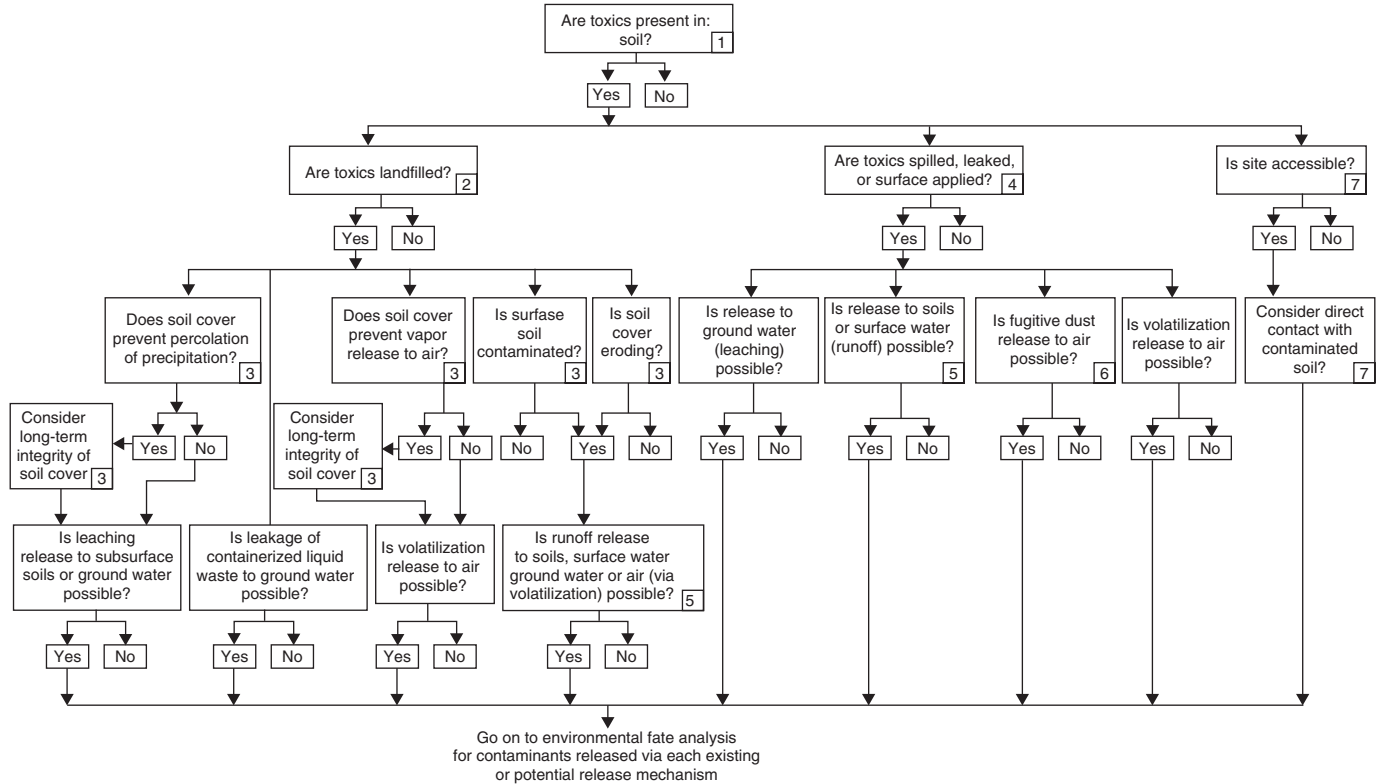 Are toxics present in:
soil?
1
Yes
No
Are toxics landfilled?
2
Are toxics spilled, leaked,
or surface applied?
4
Is site accessible?
7
Yes
No
Yes
No
Yes
No
Does soil cover
prevent percolation
of precipitation?
3
Does soil cover
prevent vapor
release to air?
3
Is surfase
soil
contaminated?
3
Is soil
cover
eroding?
3
Is release to
ground water
(leaching)
possible?
Is release to soils
or surface water
(runoff) possible?
5
Is fugitive dust
release to air
possible?
6
Is volatilization
release to air
possible?
Consider direct
contact with
contaminated
soil?
7
Consider
long-term
integrity of
soil cover
3
Yes
No
Consider
long-term
integrity of
soil cover
3
Yes
No
No
Yes
No
Yes
No
Yes
No
Yes
No
Yes
No
Is leaching
release to subsurface
soils or ground water
possible?
Is leakage of
containerized liquid
waste to ground water
possible?
Is volatilization
release to air
possible?
Is runoff release
to soils, surface water
ground water or air (via
volatilization) possible?
5
Yes
No
Yes
No
Yes
No
Yes
No
Go on to environmental fate analysis
for contaminants released via each existing
or potential release mechanism